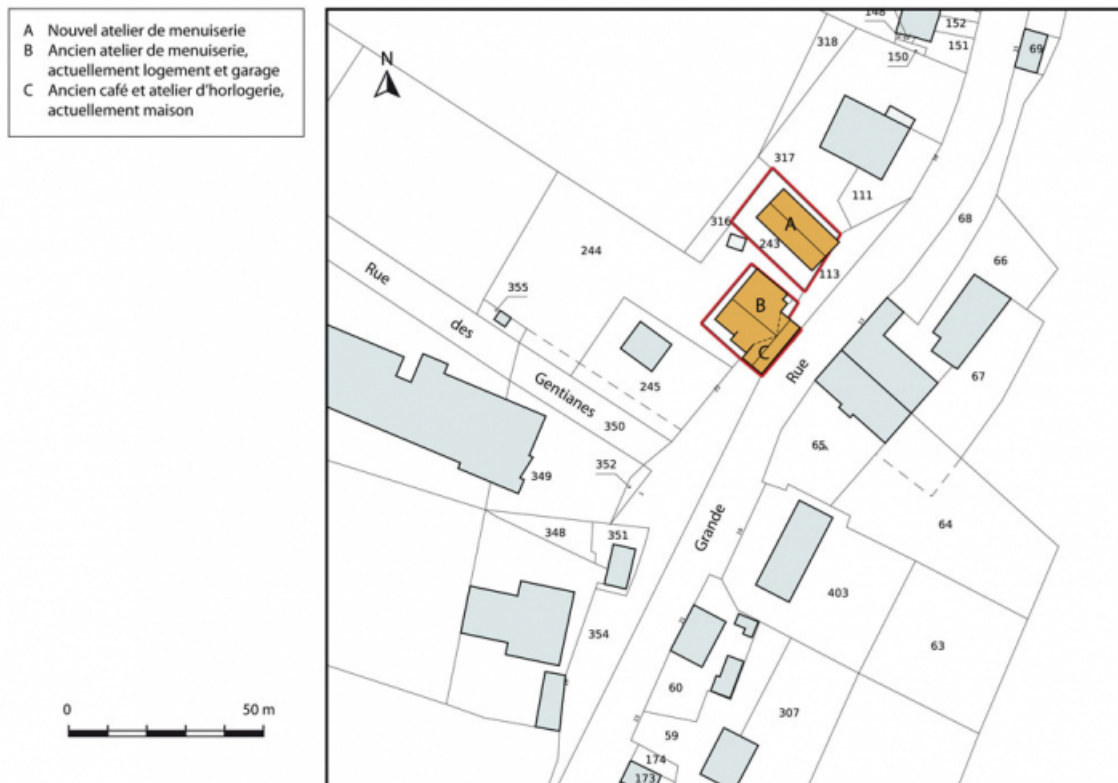 A Nouvel atelier de menuiserie
B Ancien atelier de menuiserie,
actuellement logement et garage
C Ancien café et atelier d'horlogerie,
actuellement maison
N
0 50 m
148
152
151
150
69
318
317
111
316
A
243
113
68
66
244
B
C
Rue
355
des
Gentianes
245
350
Rue
67
65
352
349
64
348
351
Grande
403
354
63
60
307
59
174
1737